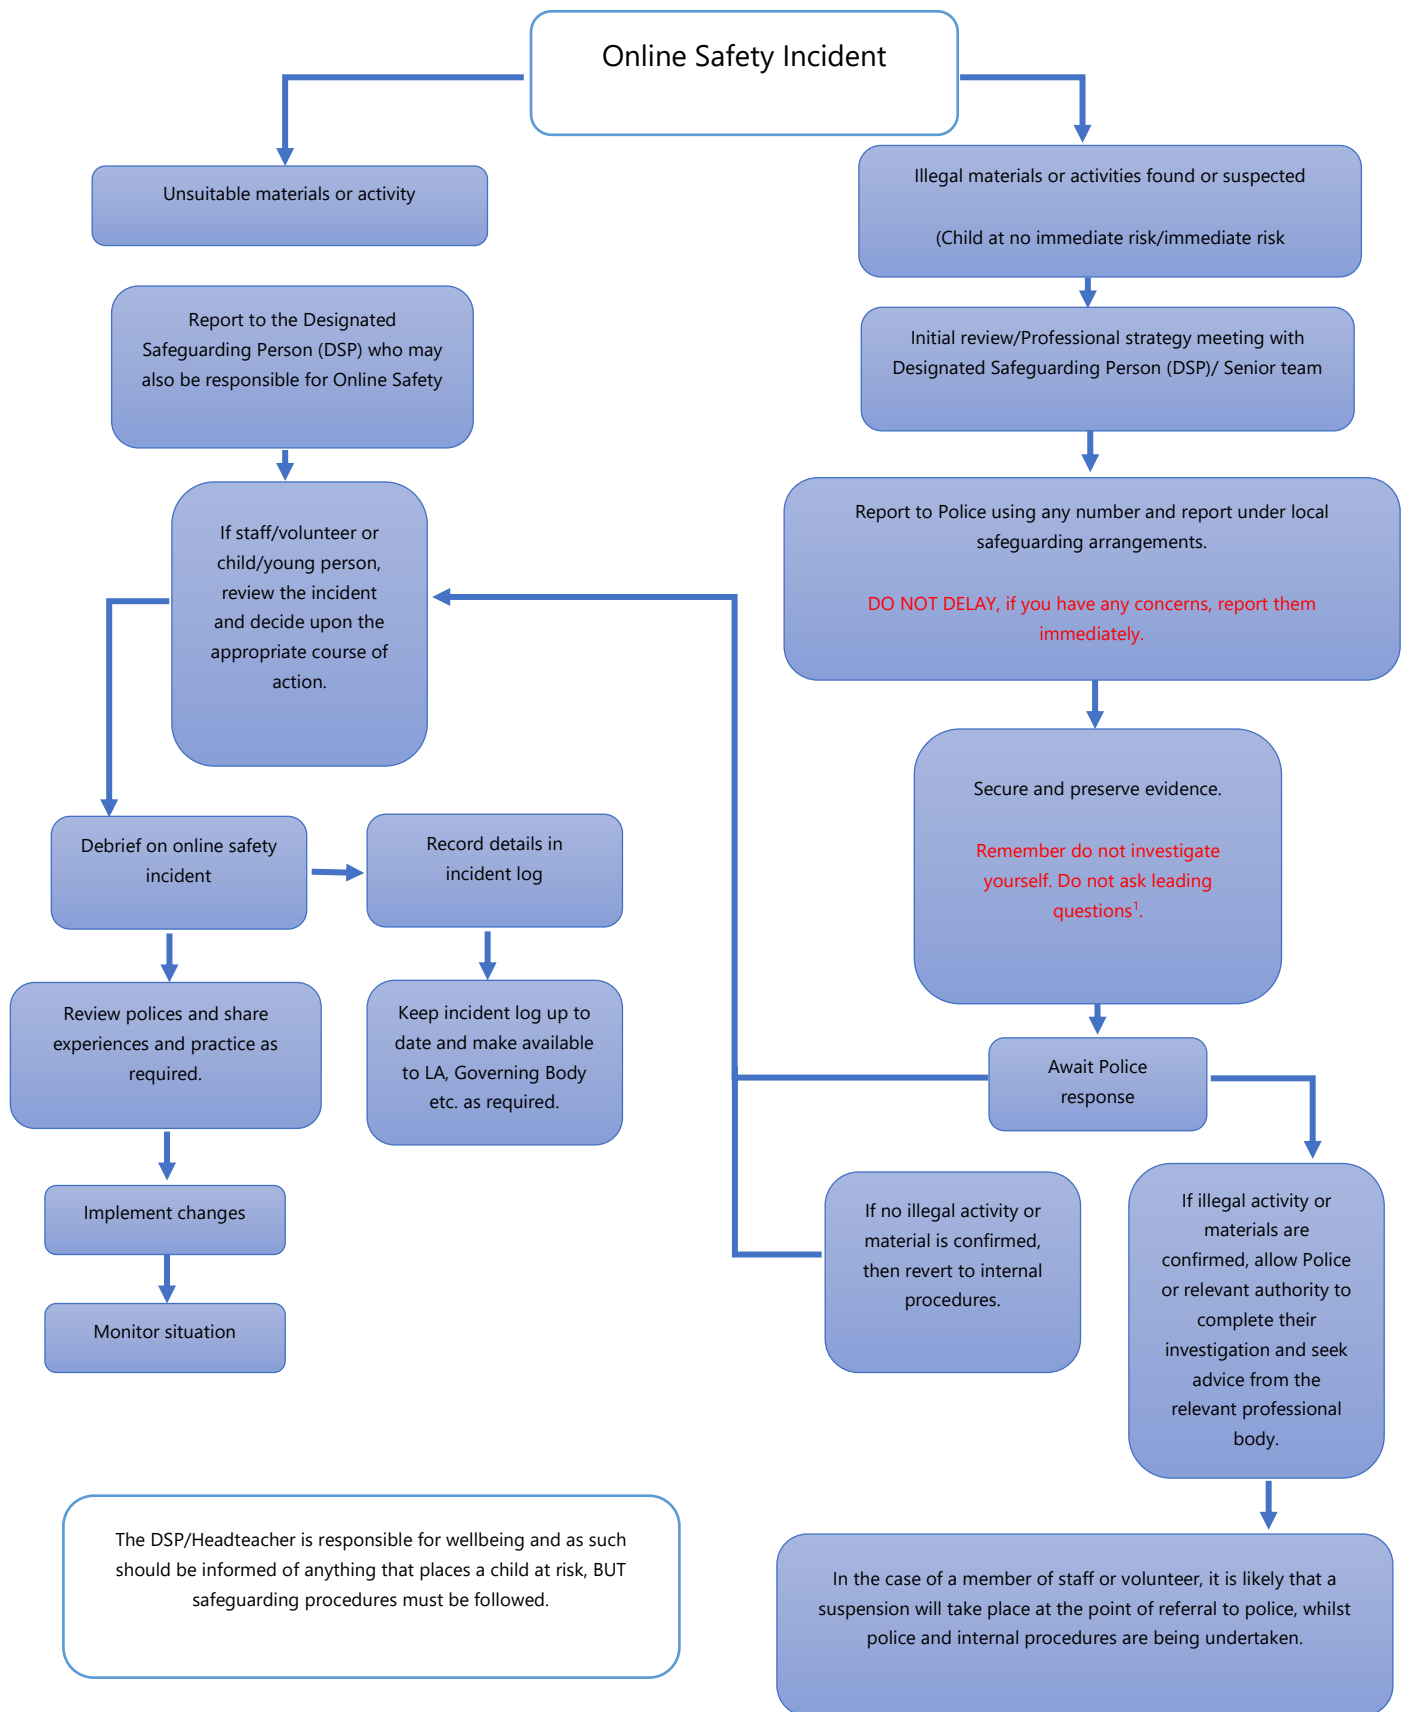 Online Safety Incident
Unsuitable materials or activity
Report to the Designated
Safeguarding Person (DSP) who may
also be responsible for Online Safety
If staff/volunteer or
child/young person,
review the incident
and decide upon the
appropriate course of
action.
Debrief on online safety
incident
Record details in
incident log
Review polices and share
experiences and practice as
required.
Keep incident log up to
date and make available
to LA, Governing Body
etc. as required.
Implement changes
Monitor situation
Illegal materials or activities found or suspected
(Child at no immediate risk/immediate risk
Initial review/Professional strategy meeting with
Designated Safeguarding Person (DSP)/ Senior team
Report to Police using any number and report under local
safeguarding arrangements.
DO NOT DELAY, if you have any concerns, report them
immediately.
Secure and preserve evidence.
Remember do not investigate
yourself. Do not ask leading
questions¹.
Await Police
response
If no illegal activity or
material is confirmed,
then revert to internal
procedures.
If illegal activity or
materials are
confirmed, allow Police
or relevant authority to
complete their
investigation and seek
advice from the
relevant professional
body.
In the case of a member of staff or volunteer, it is likely that a
suspension will take place at the point of referral to police, whilst
police and internal procedures are being undertaken.
The DSP/Headteacher is responsible for wellbeing and as such
should be informed of anything that places a child at risk, BUT
safeguarding procedures must be followed.